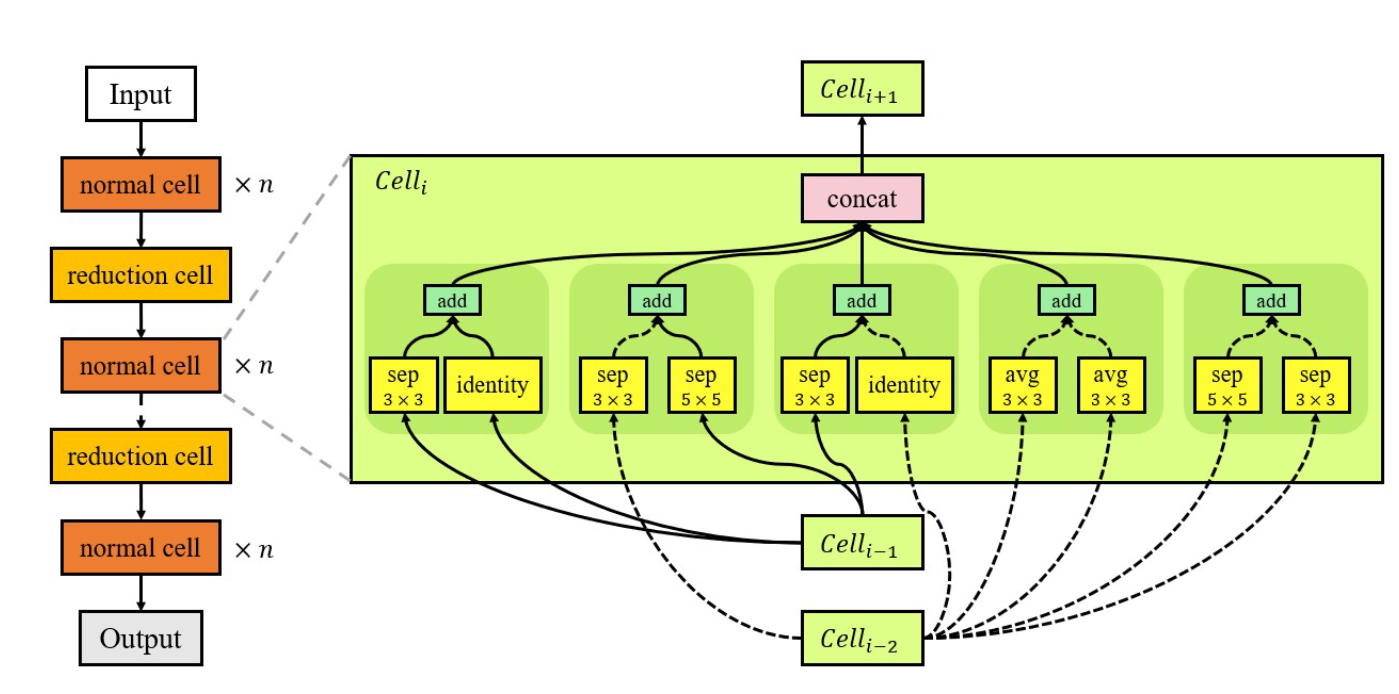 Input
normal cell
× n
reduction cell
normal cell
× n
reduction cell
normal cell
× n
Output
Cell_{i+1}
Cell_i
concat
add
add
add
add
add
sep
3 × 3
identity
sep
3 × 3
sep
5 × 5
sep
3 × 3
identity
avg
3 × 3
avg
3 × 3
sep
5 × 5
sep
3 × 3
Cell_{i−1}
Cell_{i−2}